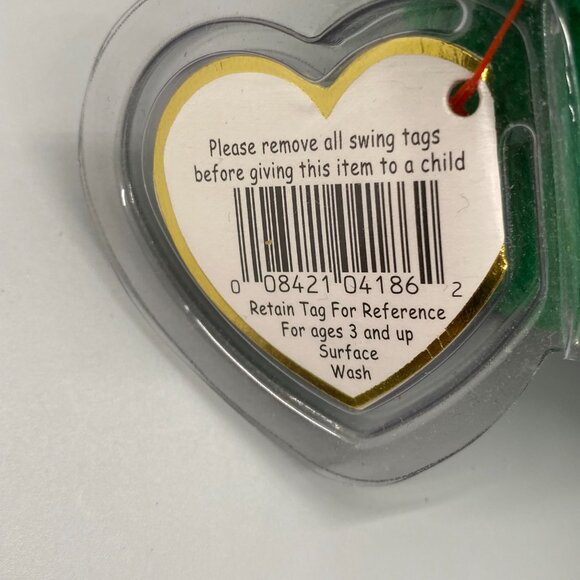 Please remove all swing tags
before giving this item to a child
0 08421 04186 2
Retain Tag For Reference
For ages 3 and up
Surface
Wash